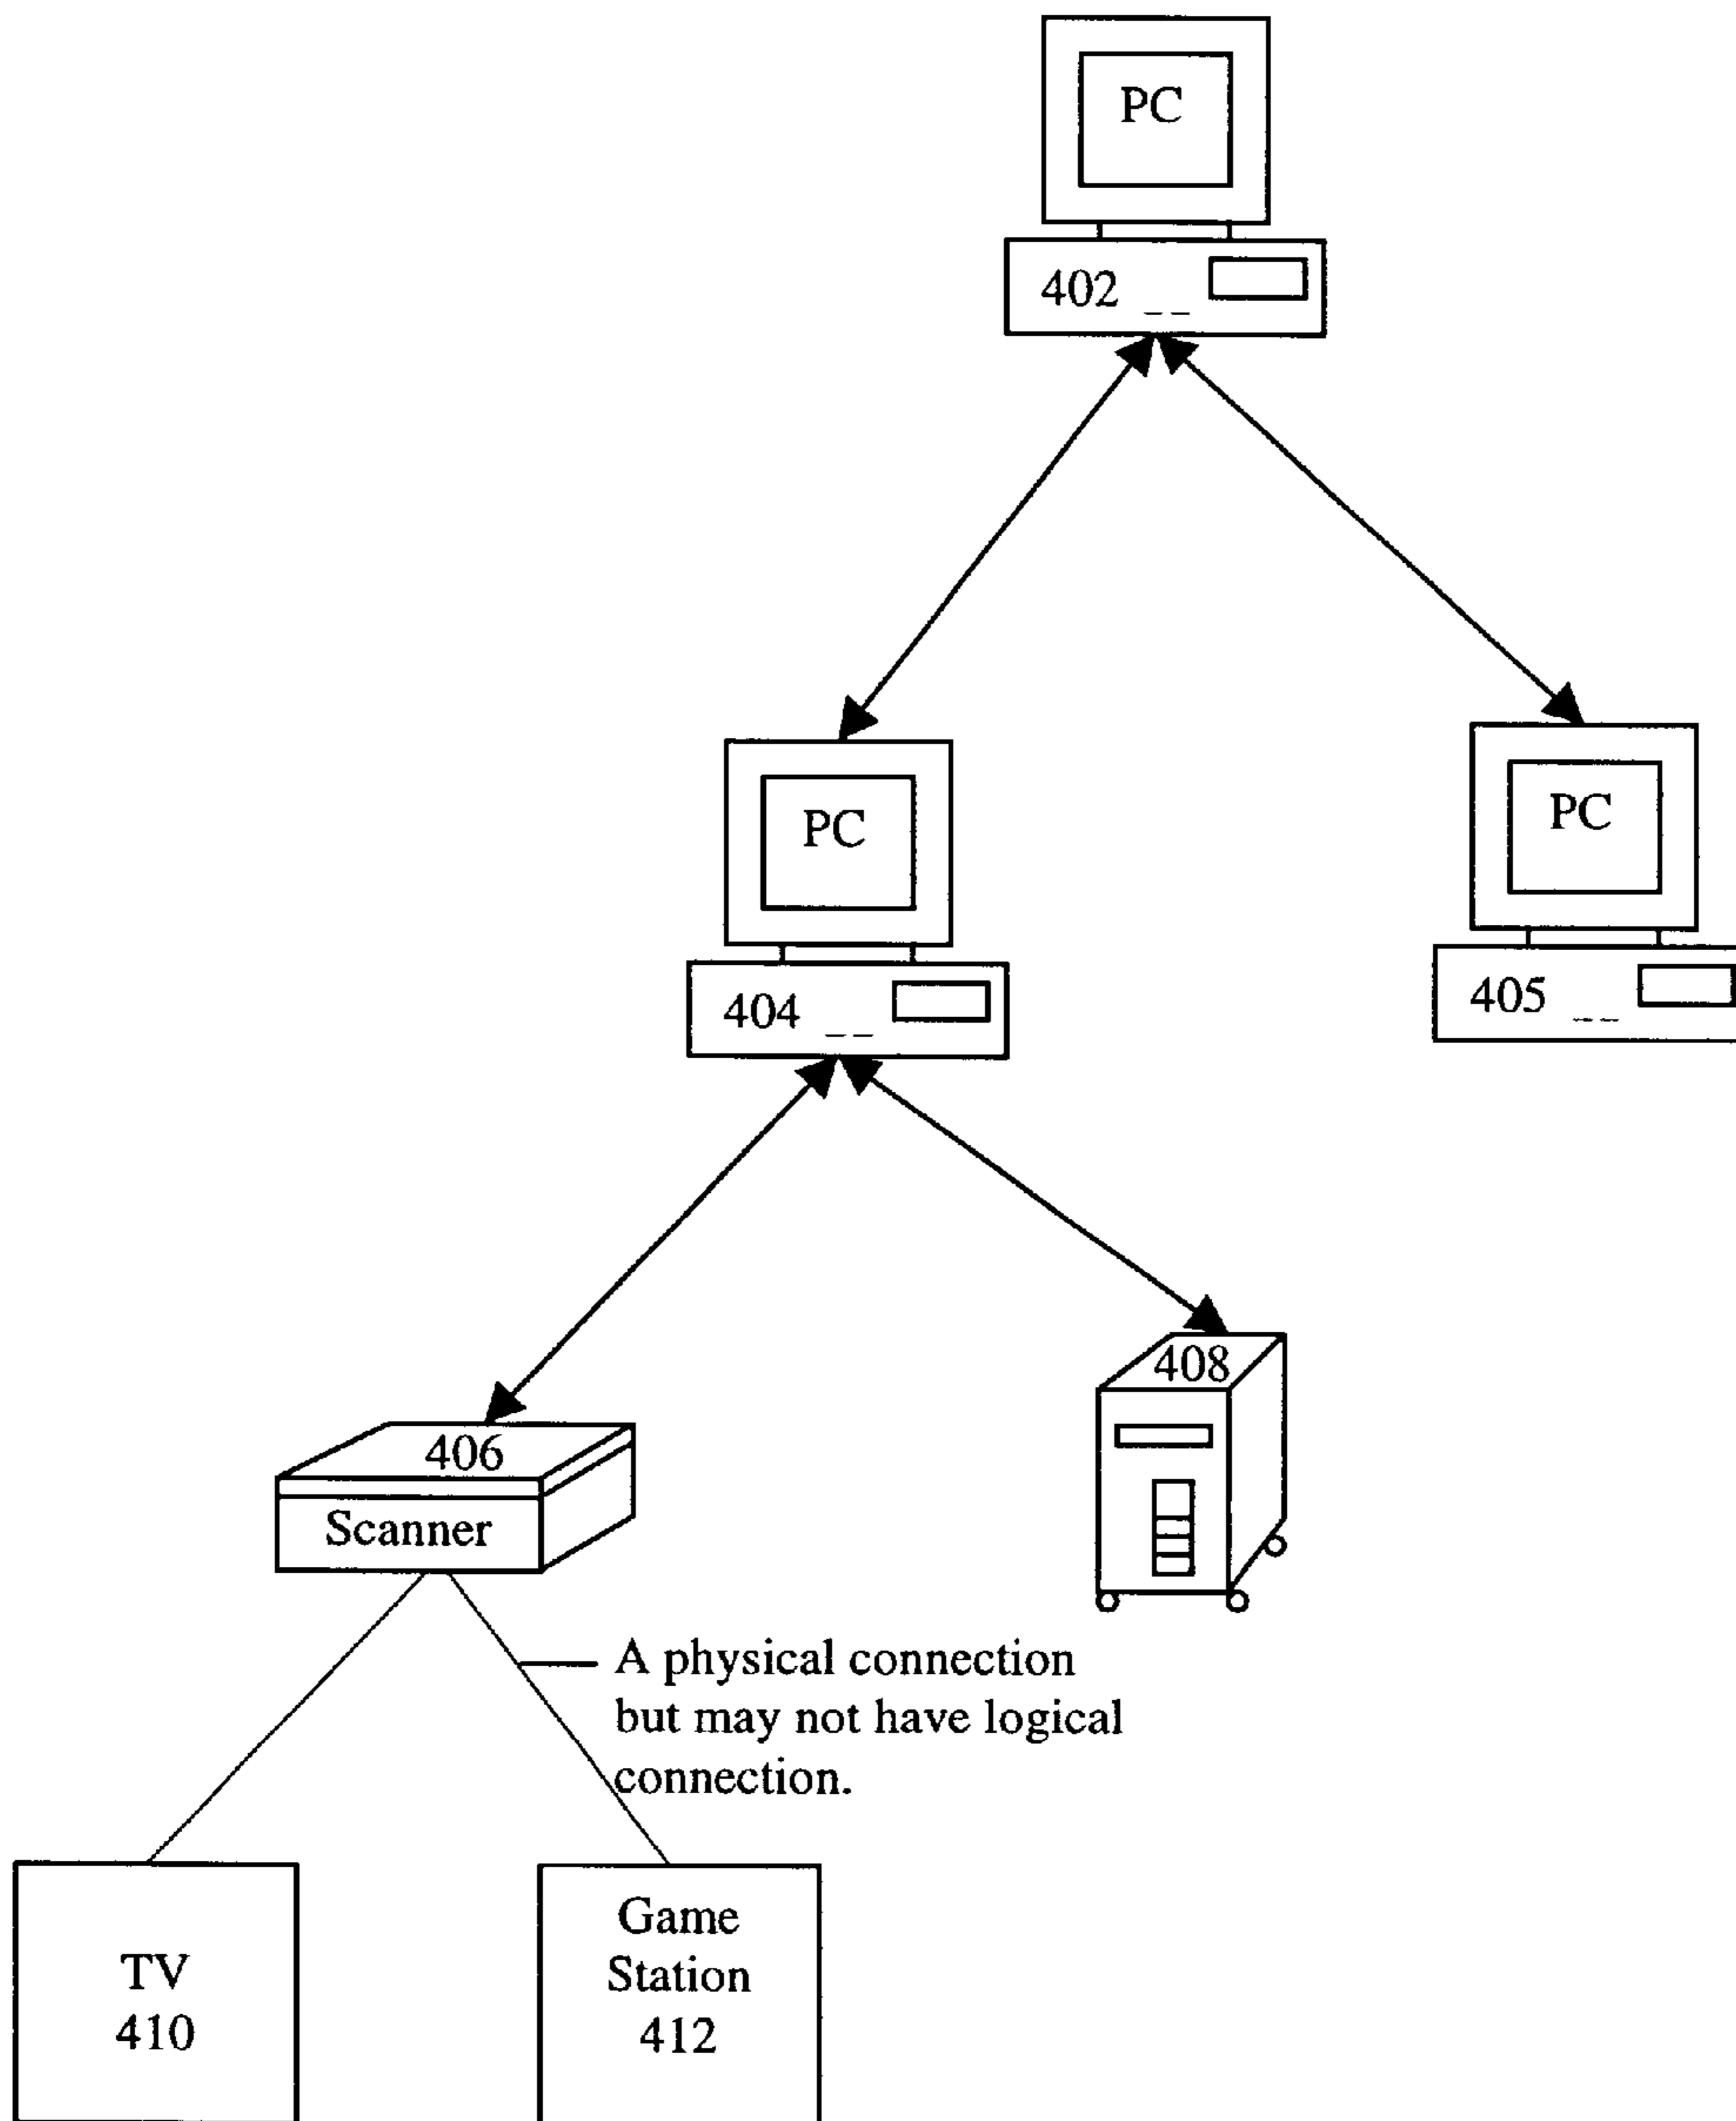 PC
402
PC
404
PC
405
406
Scanner
408
A physical connection
but may not have logical
connection.
TV
410
Game
Station
412